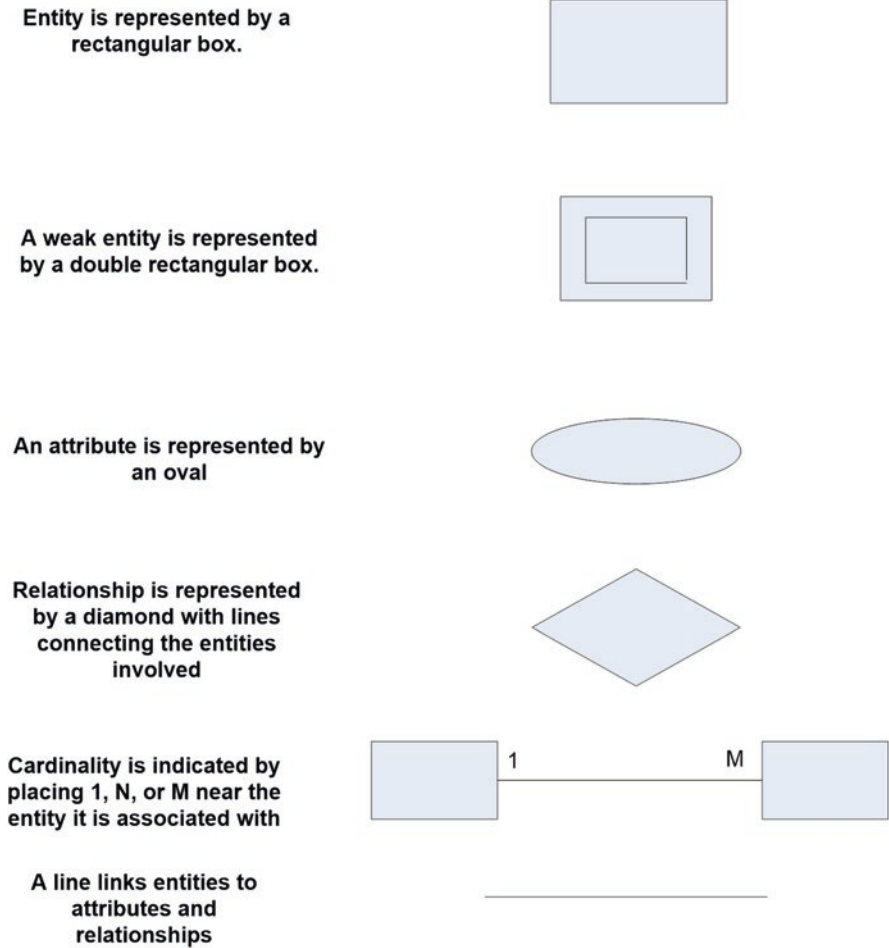 Entity is represented by a
rectangular box.
A weak entity is represented
by a double rectangular box.
An attribute is represented by
an oval
Relationship is represented
by a diamond with lines
connecting the entities
involved
Cardinality is indicated by
placing 1, N, or M near the
entity it is associated with
1
M
A line links entities to
attributes and
relationships